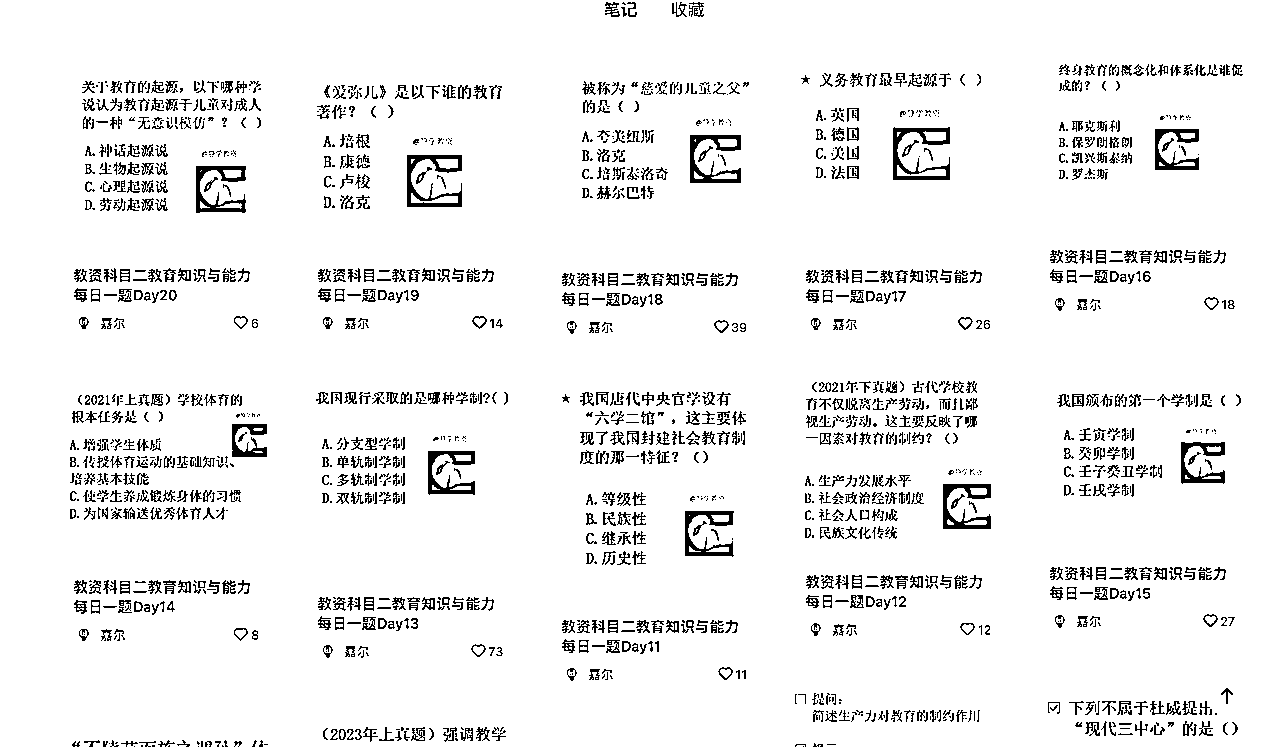 笔记 收藏
关于教育的起源，以下哪种学
说认为教育起源于儿童对成人
的一种“无意识模仿”？（ ）
A. 神话起源说
B. 生物起源说
C. 心理起源说
D. 劳动起源说
教资科目二教育知识与能力
每日一题Day20
嘉尔
6
《爱弥儿》是以下谁的教育
著作？（ ）
A. 培根
B. 康德
C. 卢梭
D. 洛克
教资科目二教育知识与能力
每日一题Day19
嘉尔
14
被称为“慈爱的儿童之父”
的是（ ）
A. 夸美纽斯
B. 洛克
C. 培斯泰洛奇
D. 赫尔巴特
教资科目二教育知识与能力
每日一题Day18
嘉尔
39
★ 义务教育最早起源于（ ）
A. 英国
B. 德国
C. 美国
D. 法国
教资科目二教育知识与能力
每日一题Day17
嘉尔
26
终身教育的概念化和体系化是谁促
成的？（ ）
A. 耶克斯利
B. 保罗朗格朗
C. 凯兴斯泰纳
D. 罗杰斯
教资科目二教育知识与能力
每日一题Day16
嘉尔
18
（2021年上真题）学校体育的
根本任务是（ ）
A. 增强学生体质
B. 传授体育运动的基础知识、
培养基本技能
C. 使学生养成锻炼身体的习惯
D. 为国家输送优秀体育人才
教资科目二教育知识与能力
每日一题Day14
嘉尔
8
我国现行采取的是哪种学制?（ ）
A. 分支型学制
B. 单轨制学制
C. 多轨制学制
D. 双轨制学制
教资科目二教育知识与能力
每日一题Day13
嘉尔
73
★ 我国唐代中央官学设有
“六学二馆”，这主要体
现了我国封建社会教育制
度的那一特征？（）
A. 等级性
B. 民族性
C. 继承性
D. 历史性
教资科目二教育知识与能力
每日一题Day11
嘉尔
11
（2021年下真题）古代学校教
育不仅脱离生产劳动，而且鄙
视生产劳动。这主要反映了哪
一因素对教育的制约？（）
A. 生产力发展水平
B. 社会政治经济制度
C. 社会人口构成
D. 民族文化传统
教资科目二教育知识与能力
每日一题Day12
嘉尔
12
我国颁布的第一个学制是（ ）
A. 壬寅学制
B. 癸卯学制
C. 壬子癸丑学制
D. 壬戌学制
教资科目二教育知识与能力
每日一题Day15
嘉尔
27
（2023年上真题）强调教学
提问：
简述生产力对教育的制约作用
下列不属于杜威提出
“现代三中心”的是（）